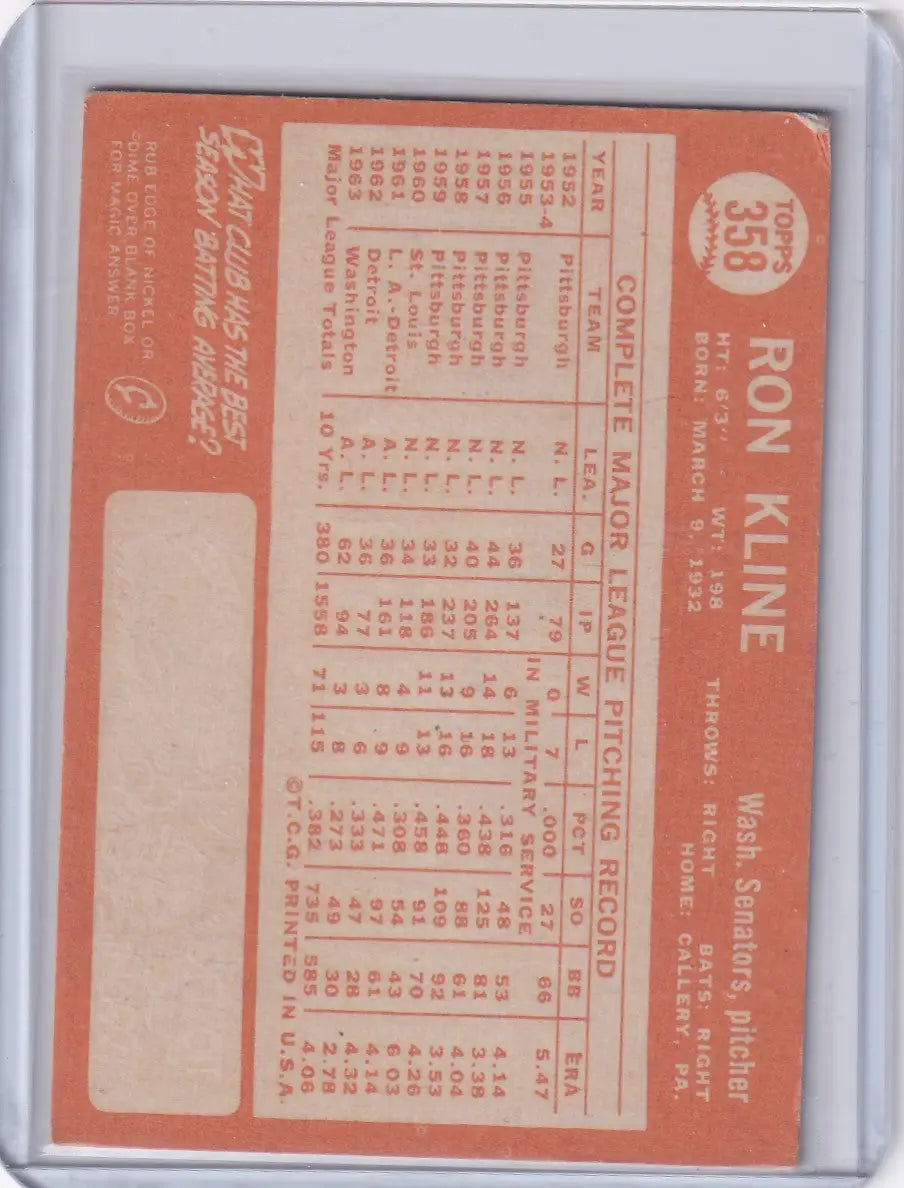 TOPPS
358
RON KLINE
Wash. Senators, pitcher
HT: 6'3" WT: 198 THROWS: RIGHT BATS: RIGHT
BORN: MARCH 9, 1932 HOME: CALLERY, PA.
COMPLETE MAJOR LEAGUE PITCHING RECORD
YEAR TEAM LEA. G IP W L PCT SO BB ERA
1952 Pittsburgh N. L. 27 79 0 7 .000 27 66 5.47
1953-4 IN MILITARY SERVICE
1955 Pittsburgh N. L. 36 137 6 13 .316 48 53 4.14
1956 Pittsburgh N. L. 44 264 14 18 .438 125 81 3.38
1957 Pittsburgh N. L. 40 205 9 16 .360 88 61 4.04
1958 Pittsburgh N. L. 32 237 13 16 .448 109 92 3.53
1959 Pittsburgh N. L. 33 186 11 13 .458 91 70 4.26
1960 St. Louis N. L. 34 118 4 9 .308 54 43 6.03
1961 L. A.-Detroit A. L. 36 161 8 9 .471 97 61 4.14
1962 Detroit A. L. 36 77 3 6 .333 47 28 4.32
1963 Washington A. L. 62 94 3 8 .273 49 30 2.78
Major League Totals 10 Yrs. 380 1558 71 115 .382 735 585 4.06
©T.C.G. PRINTED IN U.S.A.
WHAT CLUB HAS THE BEST
SEASON BATTING AVERAGE?
RUB EDGE OF NICKEL OR
DIME OVER BLANK BOX
FOR MAGIC ANSWER